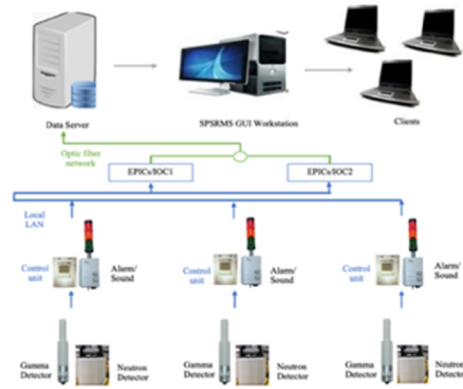 Data Server
SPSRMS GUI Workstation
Clients
Optic fiber
network
EPICs/IOC1
EPICs/IOC2
Local
LAN
Control
unit
Alarm/
Sound
Control
unit
Alarm/
Sound
Control
unit
Alarm/
Sound
Gamma
Detector
Neutron
Detector
Gamma
Detector
Neutron
Detector
Gamma
Detector
Neutron
Detector